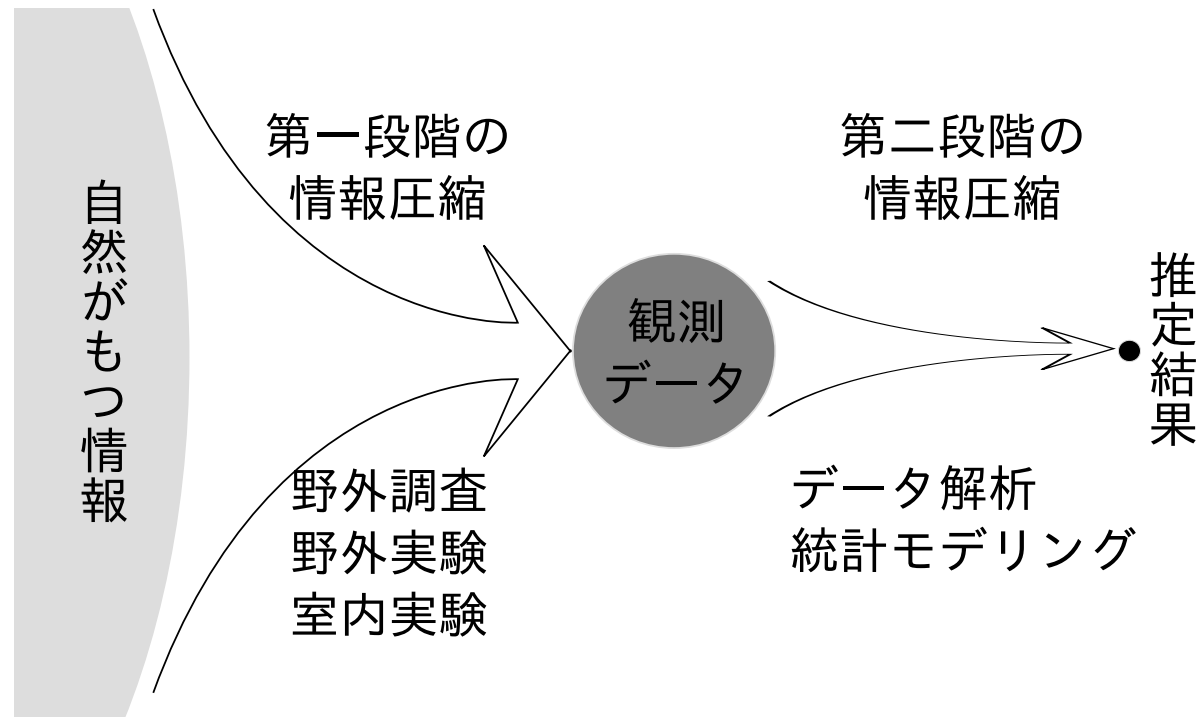 自然がもつ情報
第一段階の
情報圧縮
野外調査
野外実験
室内実験
観測
データ
第二段階の
情報圧縮
データ解析
統計モデリング
推定結果